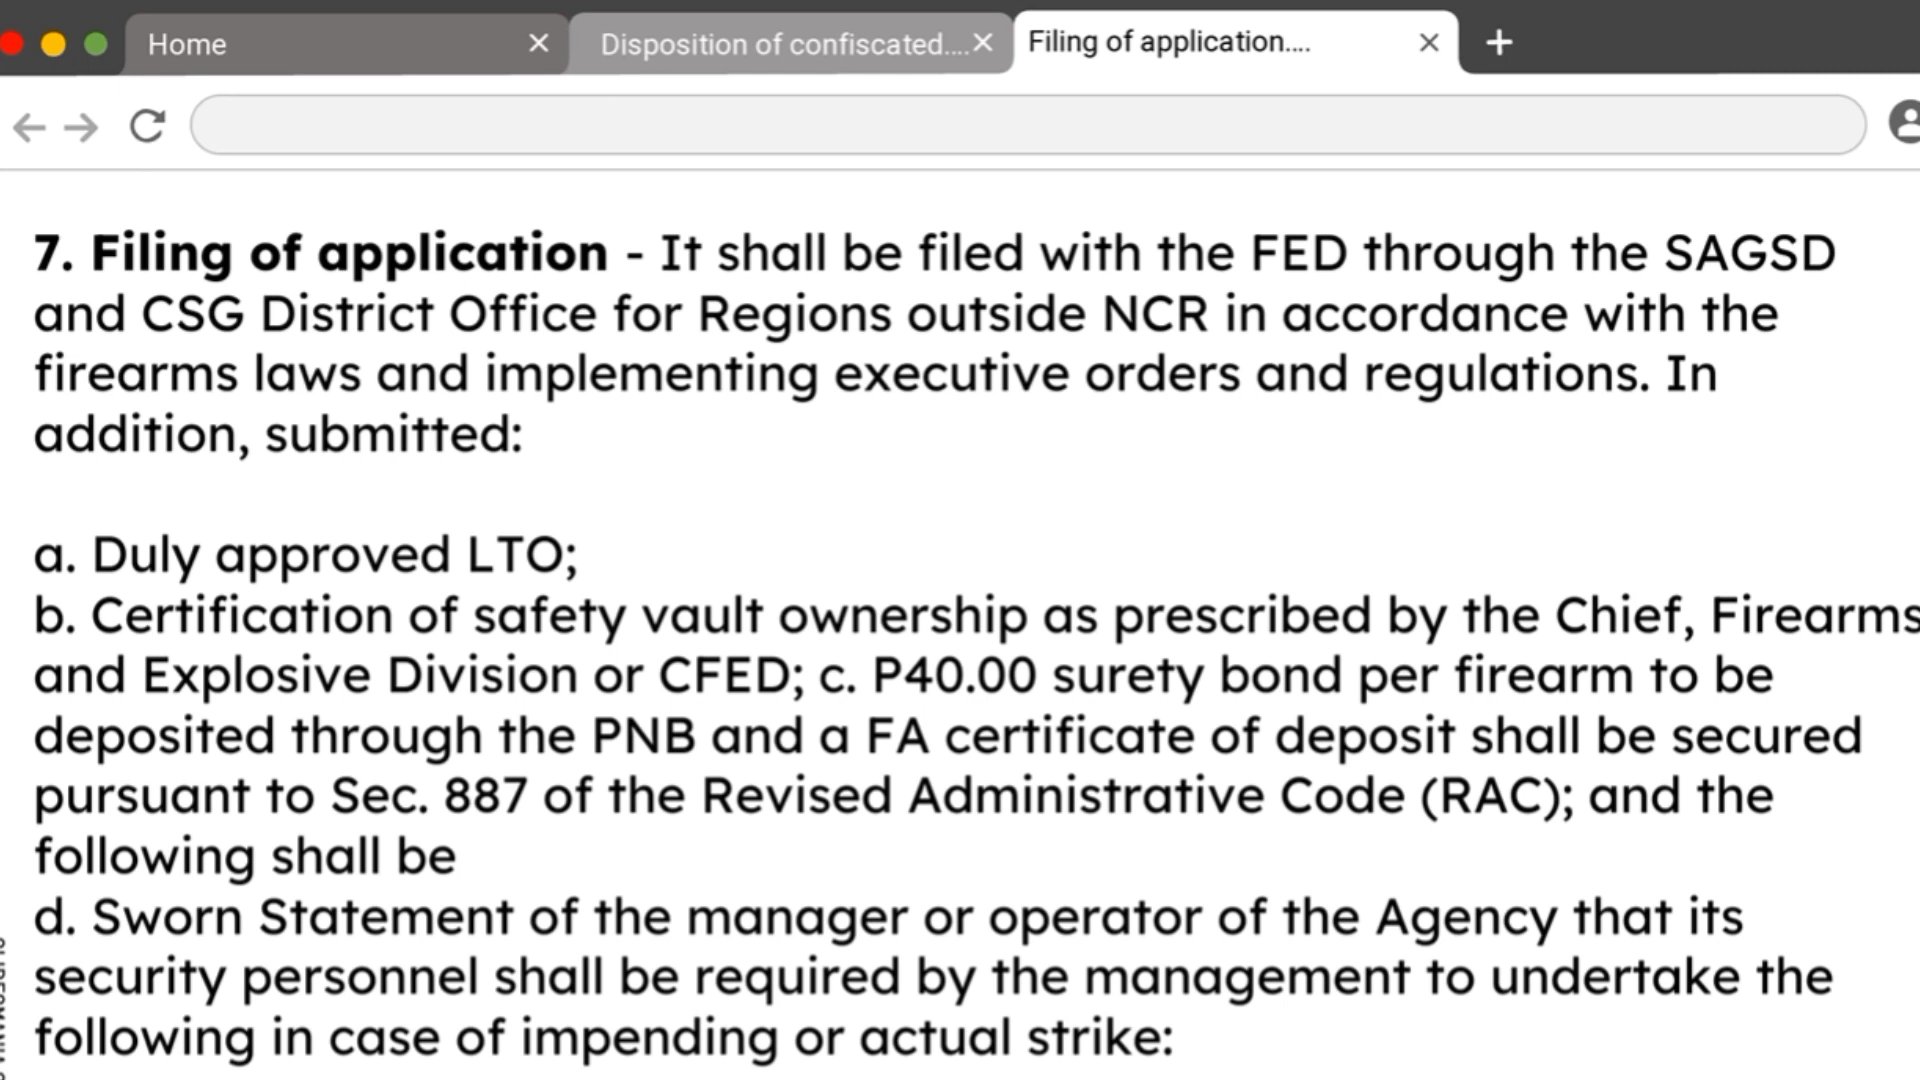 Home
Disposition of confiscated....
Filing of application....
7. Filing of application - It shall be filed with the FED through the SAGSD
and CSG District Office for Regions outside NCR in accordance with the
firearms laws and implementing executive orders and regulations. In
addition, submitted:
a. Duly approved LTO;
b. Certification of safety vault ownership as prescribed by the Chief, Firearms
and Explosive Division or CFED; c. P40.00 surety bond per firearm to be
deposited through the PNB and a FA certificate of deposit shall be secured
pursuant to Sec. 887 of the Revised Administrative Code (RAC); and the
following shall be
d. Sworn Statement of the manager or operator of the Agency that its
security personnel shall be required by the management to undertake the
following in case of impending or actual strike: